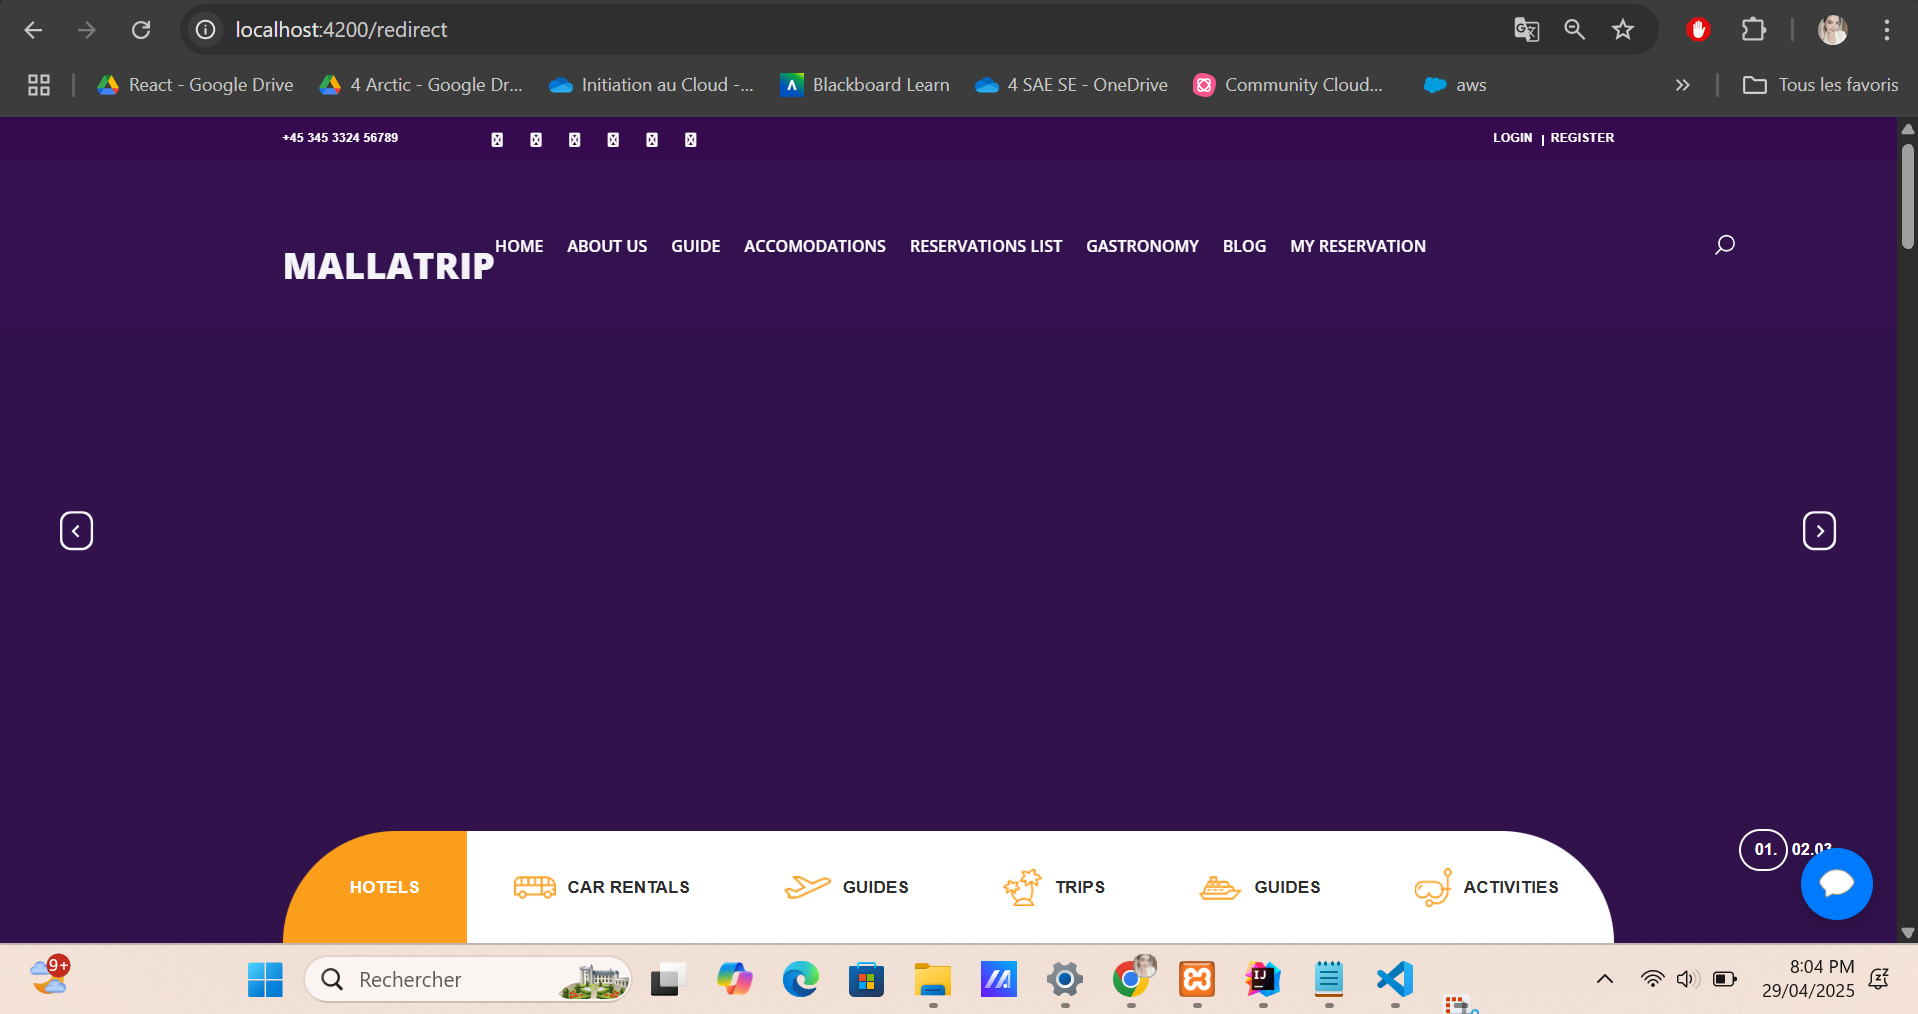 localhost:4200/redirect
React - Google Drive
4 Arctic - Google Dr...
Initiation au Cloud -...
Blackboard Learn
4 SAE SE - OneDrive
Community Cloud...
aws
Tous les favoris
+45 345 3324 56789
LOGIN | REGISTER
MALLATRIP
HOME ABOUT US GUIDE ACCOMODATIONS RESERVATIONS LIST GASTRONOMY BLOG MY RESERVATION
01. 02.03
HOTELS
CAR RENTALS
GUIDES
TRIPS
GUIDES
ACTIVITIES
9+
Rechercher
8:04 PM
29/04/2025